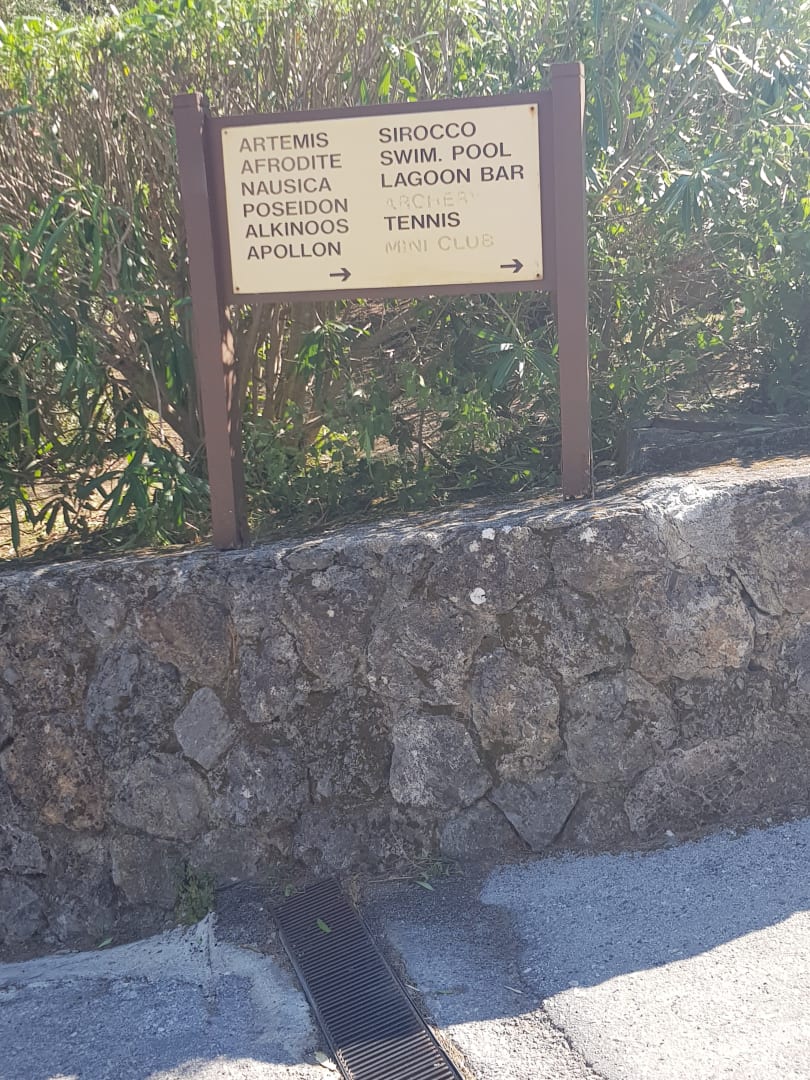 ARTEMIS
AFRODITE
NAUSICA
POSEIDON
ALKINOOS
APOLLON
→
SIROCCO
SWIM. POOL
LAGOON BAR
ARCHERY
TENNIS
MINI CLUB
→